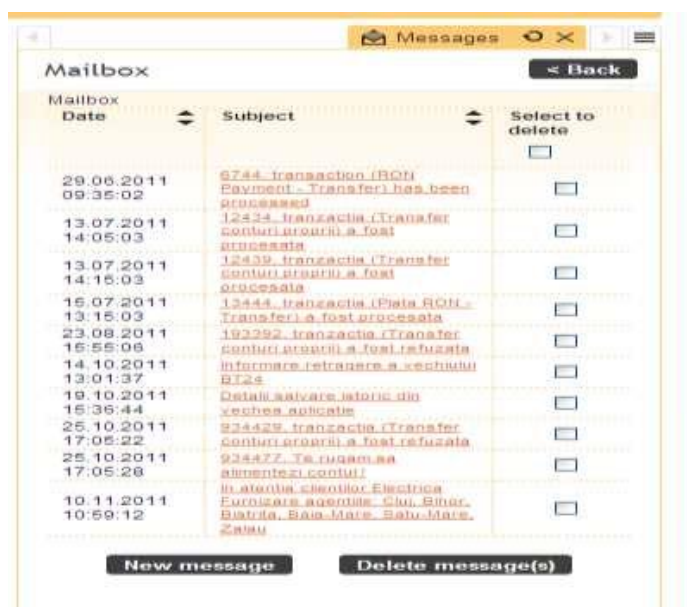 Messages
Mailbox
< Back
Mailbox
Date
Subject
Select to
delete
29.06.2011
09:35:02
6744, transaction (RON
Payment - Transfer) has been
processed
13.07.2011
14:05:03
12434, tranzactia (Transfer
conturi proprii) a fost
procesata
13.07.2011
14:15:03
12439, tranzactia (Transfer
conturi proprii) a fost
procesata
15.07.2011
13:15:03
13444, tranzactia (Plata RON -
Transfer) a fost procesata
23.08.2011
15:55:06
193392, tranzactia (Transfer
conturi proprii) a fost refuzata
14.10.2011
13:01:37
Informare retragere a vechiului
BT24
19.10.2011
15:36:44
Detalii salvare istoric din
vechea aplicatie
25.10.2011
17:05:22
934429, tranzactia (Transfer
conturi proprii) a fost refuzata
25.10.2011
17:05:28
934477. Te rugam sa
alimentezi contul!
10.11.2011
10:59:12
In atentia clientilor Electrica
Furnizare agentiile: Cluj, Bihor,
Bistrita, Baia-Mare, Satu-Mare,
Zalau
New message
Delete message(s)